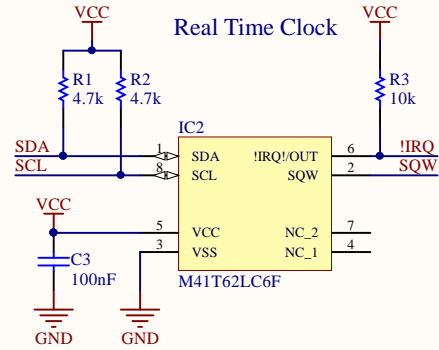 VCC
Real Time Clock
VCC
R1
4.7k
R2
4.7k
R3
10k
IC2
SDA
1
SDA
!IRQ!/OUT
6
!IRQ
SCL
8
SCL
SQW
2
SQW
VCC
5
VCC
NC_2
7
3
VSS
NC_1
4
C3
100nF
M41T62LC6F
GND
GND